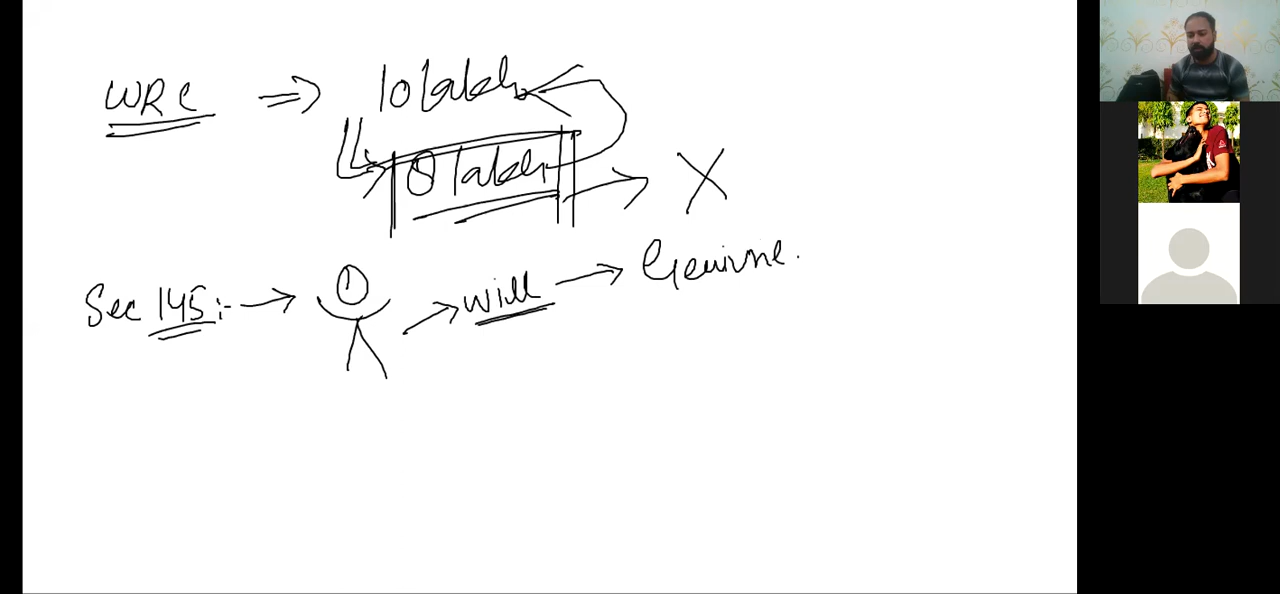 WRC ⇒ 10 lakh
8 lakh → X
Sec 145:- → → will → Genuine.